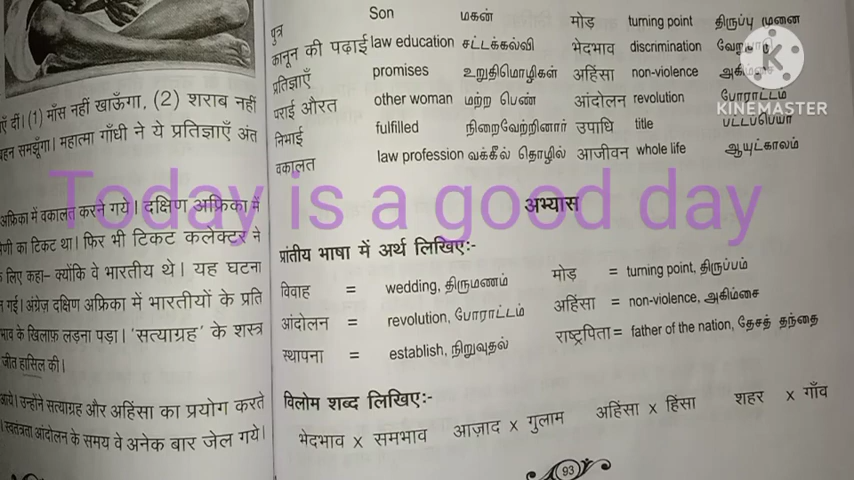 एँ दीं। (1) माँस नहीं खाऊँगा, (2) शराब नहीं
बहन समझूँगा। महात्मा गाँधी ने ये प्रतिज्ञाएँ अंत
अफ्रिका में वकालत करने गये। दक्षिण अफ्रिका में
का टिकट था। फिर भी टिकट कलेक्टर ने
लिए कहा– क्योंकि वे भारतीय थे। यह घटना
गई। अंग्रेज़ दक्षिण अफ्रिका में भारतीयों के प्रति
भाव के खिलाफ़ लड़ना पड़ा। 'सत्याग्रह' के शस्त्र
जीत हासिल की।
आये। उन्होंने सत्याग्रह और अहिंसा का प्रयोग करते
स्वतंत्रता आंदोलन के समय वे अनेक बार जेल गये।
पुत्र Son மகன் मोड़ turning point திருப்பு முனை
कानून की पढ़ाई law education சட்டக்கல்வி भेदभाव discrimination
प्रतिज्ञाएँ promises உறுதிமொழிகள் अहिंसा non-violence அகிம்சை
पराई औरत other woman மற்ற பெண் आंदोलन revolution போராட்டம்
निभाई fulfilled நிறைவேற்றினார் उपाधि title பட்டப்பெயர்
वकालत law profession வக்கீல் தொழில் आजीवन whole life ஆயுட்காலம்
KINEMASTER
Today is a good day
अभ्यास
प्रांतीय भाषा में अर्थ लिखिए:-
विवाह = wedding, திருமணம் मोड़ = turning point, திருப்பம்
आंदोलन = revolution, போராட்டம் अहिंसा = non-violence, அகிம்சை
स्थापना = establish, நிறுவுதல் राष्ट्रपिता = father of the nation, தேசத் தந்தை
विलोम शब्द लिखिए:-
भेदभाव x समभाव आज़ाद x गुलाम अहिंसा x हिंसा शहर x गाँव
93